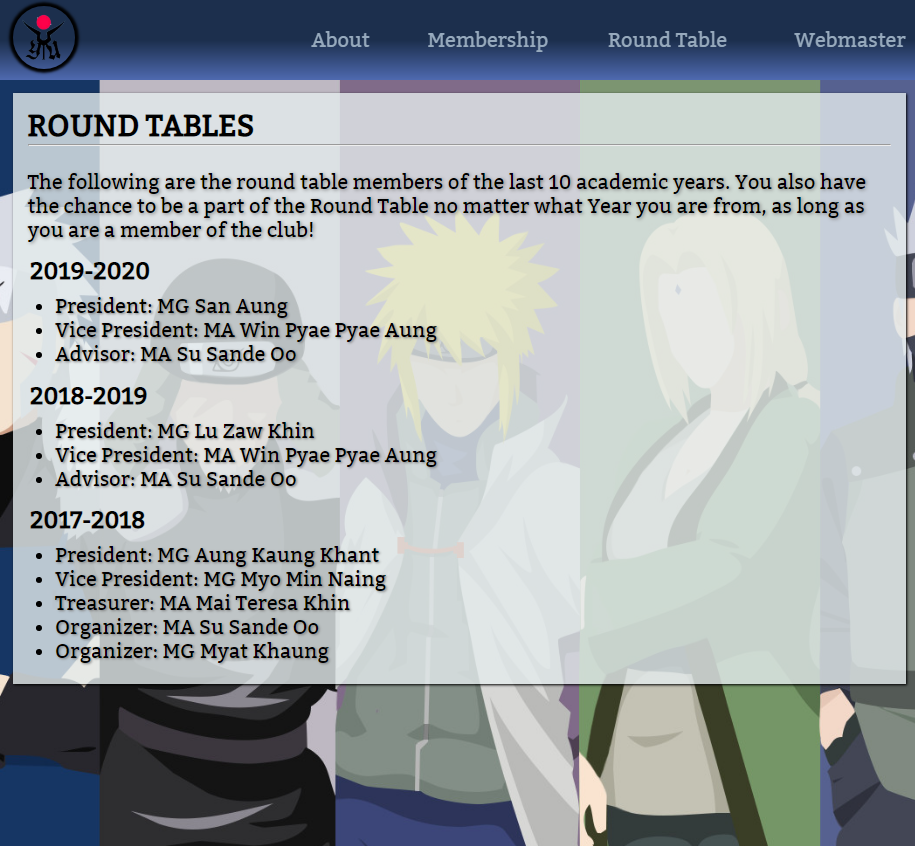 About Membership Round Table Webmaster
ROUND TABLES
The following are the round table members of the last 10 academic years. You also have
the chance to be a part of the Round Table no matter what Year you are from, as long as
you are a member of the club!
2019-2020
President: MG San Aung
Vice President: MA Win Pyae Pyae Aung
Advisor: MA Su Sande Oo
2018-2019
President: MG Lu Zaw Khin
Vice President: MA Win Pyae Pyae Aung
Advisor: MA Su Sande Oo
2017-2018
President: MG Aung Kaung Khant
Vice President: MG Myo Min Naing
Treasurer: MA Mai Teresa Khin
Organizer: MA Su Sande Oo
Organizer: MG Myat Khaung